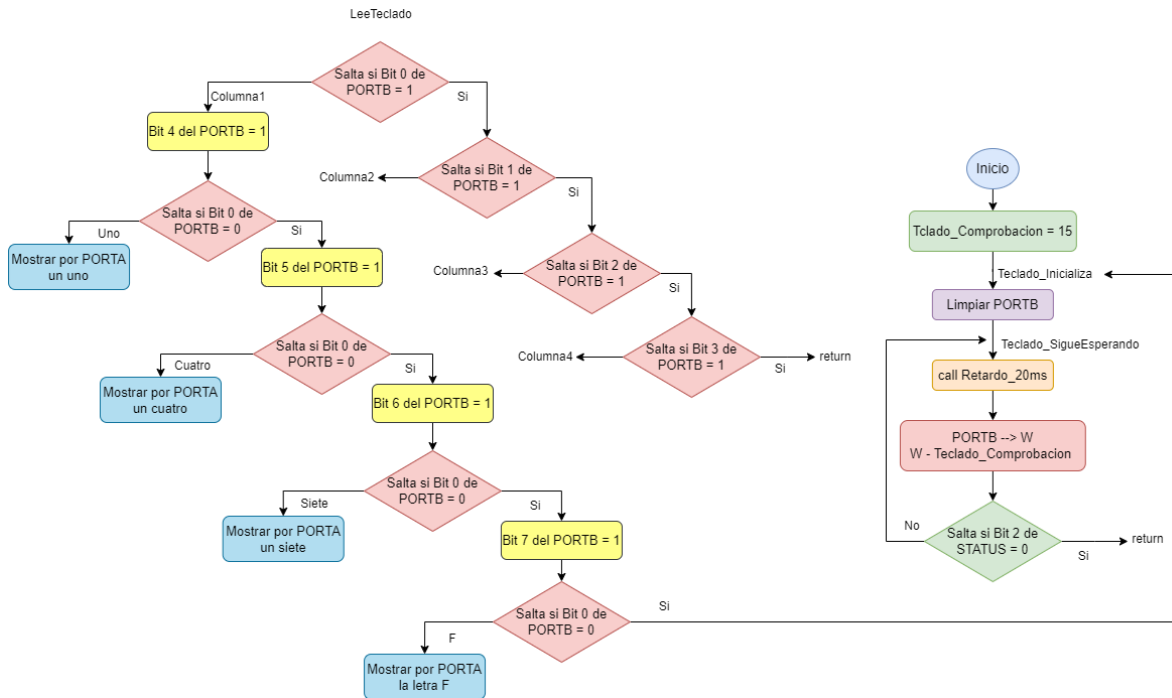 LeeTeclado
Salta si Bit 0 de
PORTB = 1
Columna1
Si
Bit 4 del PORTB = 1
Salta si Bit 1 de
PORTB = 1
Columna2
Si
Salta si Bit 0 de
PORTB = 0
Uno
Si
Mostrar por PORTA
un uno
Bit 5 del PORTB = 1
Salta si Bit 2 de
PORTB = 1
Columna3
Si
Salta si Bit 0 de
PORTB = 0
Cuatro
Si
Mostrar por PORTA
un cuatro
Bit 6 del PORTB = 1
Salta si Bit 3 de
PORTB = 1
Columna4
Si
return
Salta si Bit 0 de
PORTB = 0
Siete
Si
Mostrar por PORTA
un siete
Bit 7 del PORTB = 1
Salta si Bit 0 de
PORTB = 0
F
Si
Mostrar por PORTA
la letra F
Inicio
Tclado_Comprobacion = 15
Teclado_Inicializa
Limpiar PORTB
Teclado_SigueEsperando
call Retardo_20ms
PORTB --> W
W - Teclado_Comprobacion
Salta si Bit 2 de
STATUS = 0
No
Si
return